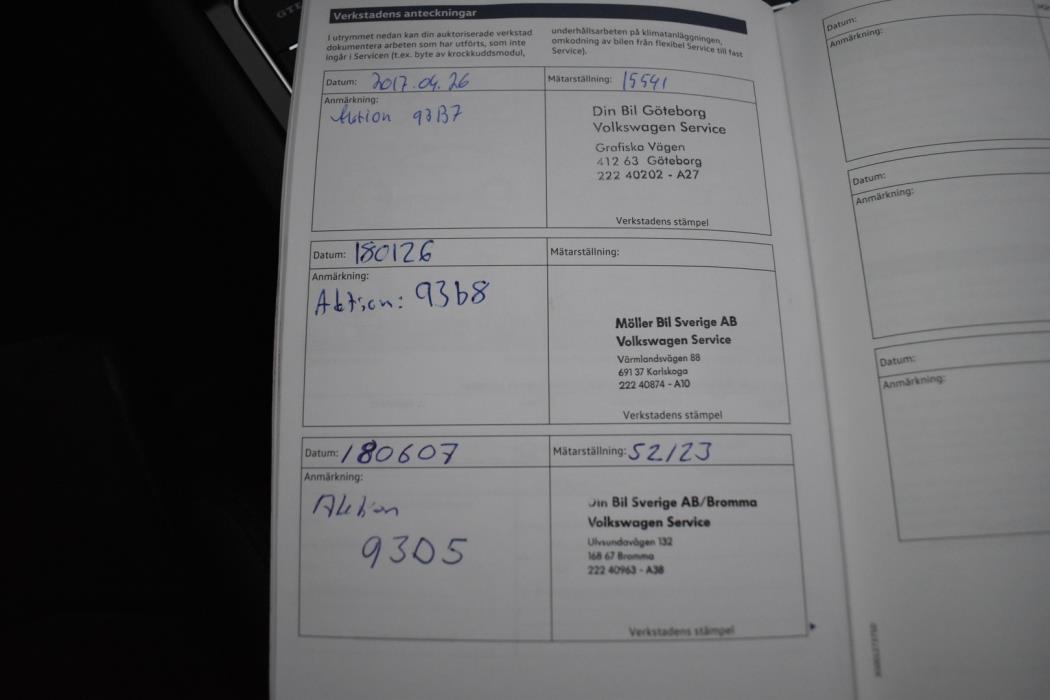 GTE
Verkstadens anteckningar
I utrymmet nedan kan din auktoriserade verkstad
dokumentera arbeten som har utförts, som inte
ingår i Servicen (t.ex. byte av krockkuddsmodul,
underhållsarbeten på klimatanläggningen,
omkodning av bilen från flexibel Service till fast
Service).
Datum: 2017.04.26
Mätarställning: 15541
Anmärkning:
Aktion 93B7
Din Bil Göteborg
Volkswagen Service
Grafiska Vägen
412 63 Göteborg
222 40202 - A27
Verkstadens stämpel
Datum: 180126
Mätarställning:
Anmärkning:
Aktion: 93b8
Möller Bil Sverige AB
Volkswagen Service
Värmlandsvägen 88
691 37 Karlskoga
222 40874 - A10
Verkstadens stämpel
Datum: 180607
Mätarställning: 52123
Anmärkning:
Aktion
93D5
Din Bil Sverige AB/Bromma
Volkswagen Service
Ulvsundavägen 132
168 67 Bromma
222 40963 - A38
Verkstadens stämpel
Datum:
Anmärkning:
Datum:
Anmärkning:
Datum:
Anmärkning: